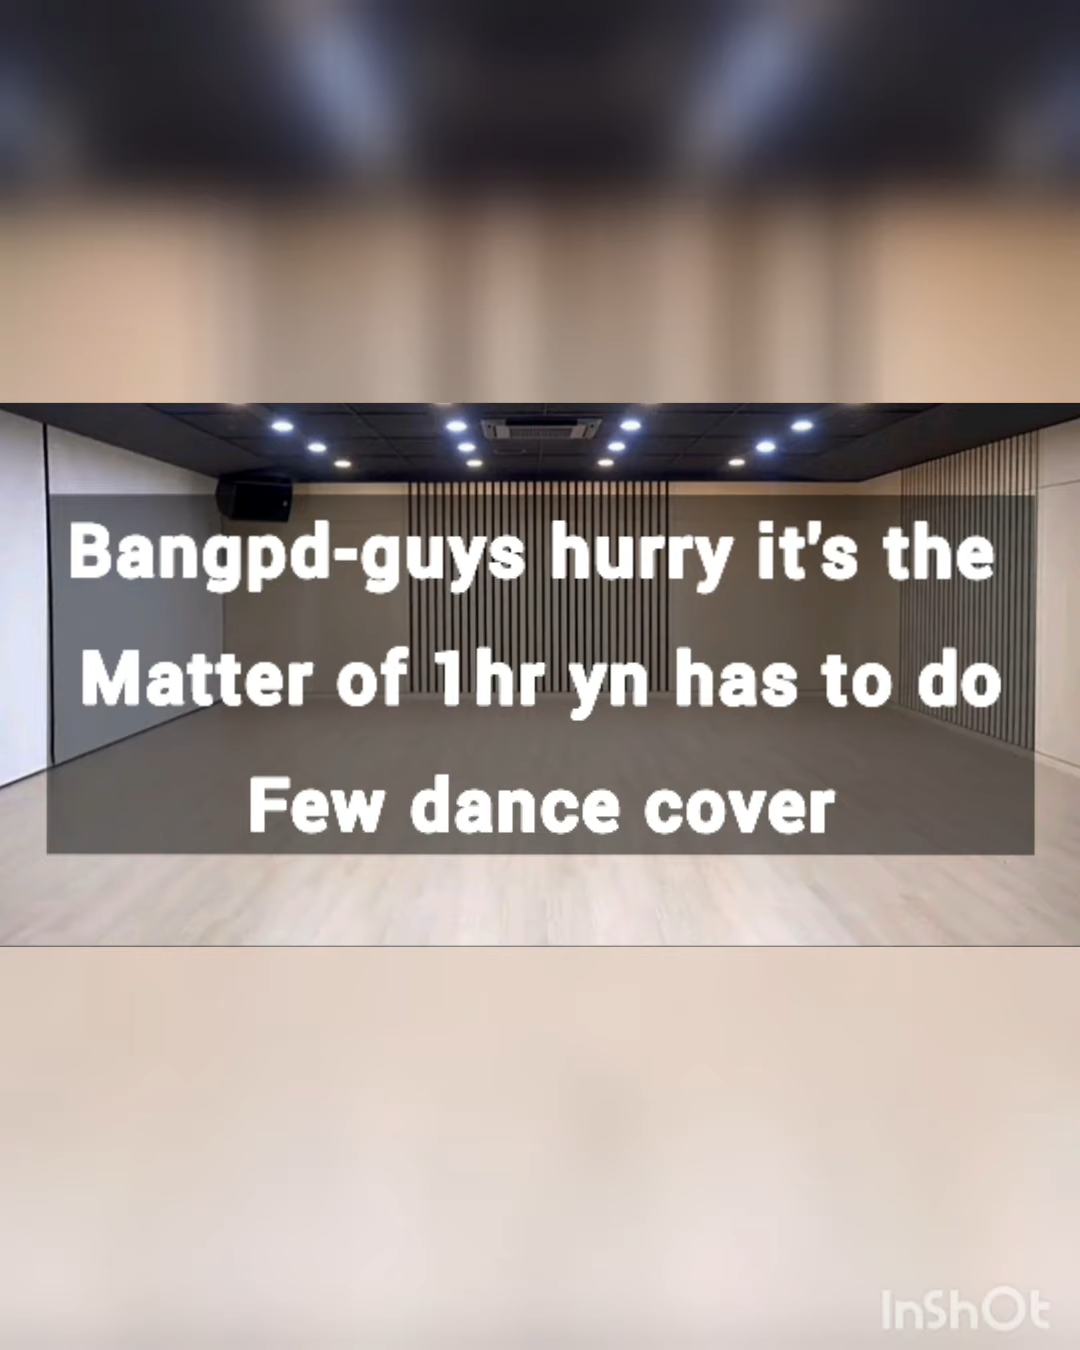 Bangpd-guys hurry it's the
Matter of 1hr yn has to do
Few dance cover
InShOt